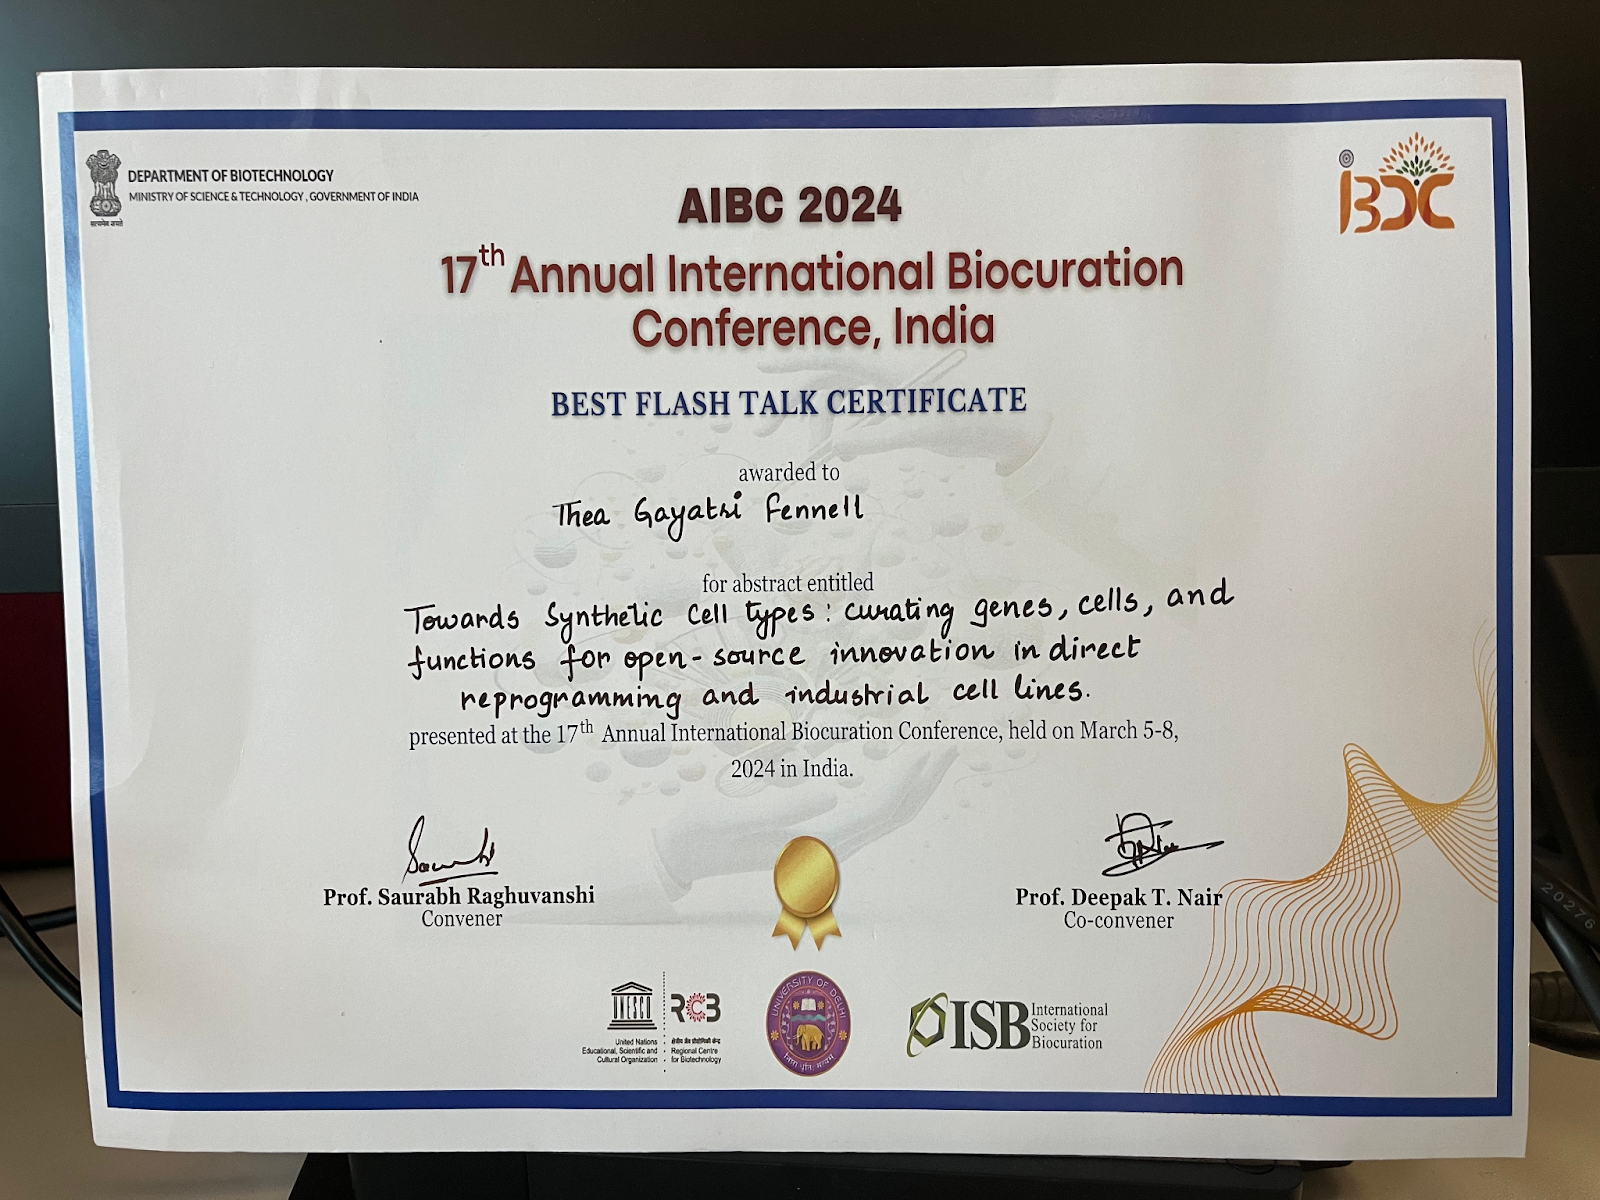 DEPARTMENT OF BIOTECHNOLOGY
MINISTRY OF SCIENCE & TECHNOLOGY, GOVERNMENT OF INDIA
सत्यमेव जयते
iBDC
AIBC 2024
17th Annual International Biocuration
Conference, India
BEST FLASH TALK CERTIFICATE
awarded to
Thea Gayatri Fennell
for abstract entitled
Towards Synthetic Cell types: curating genes, cells, and
functions for open-source innovation in direct
reprogramming and industrial cell lines.
presented at the 17th Annual International Biocuration Conference, held on March 5-8,
2024 in India.
Prof. Saurabh Raghuvanshi
Convener
Prof. Deepak T. Nair
Co-convener
UNESCO
United Nations
Educational, Scientific and
Cultural Organization
RCB
क्षेत्रीय जैव प्रौद्योगिकी केन्द्र
Regional Centre
for Biotechnology
UNIVERSITY OF DELHI
ISB
International
Society for
Biocuration
20276